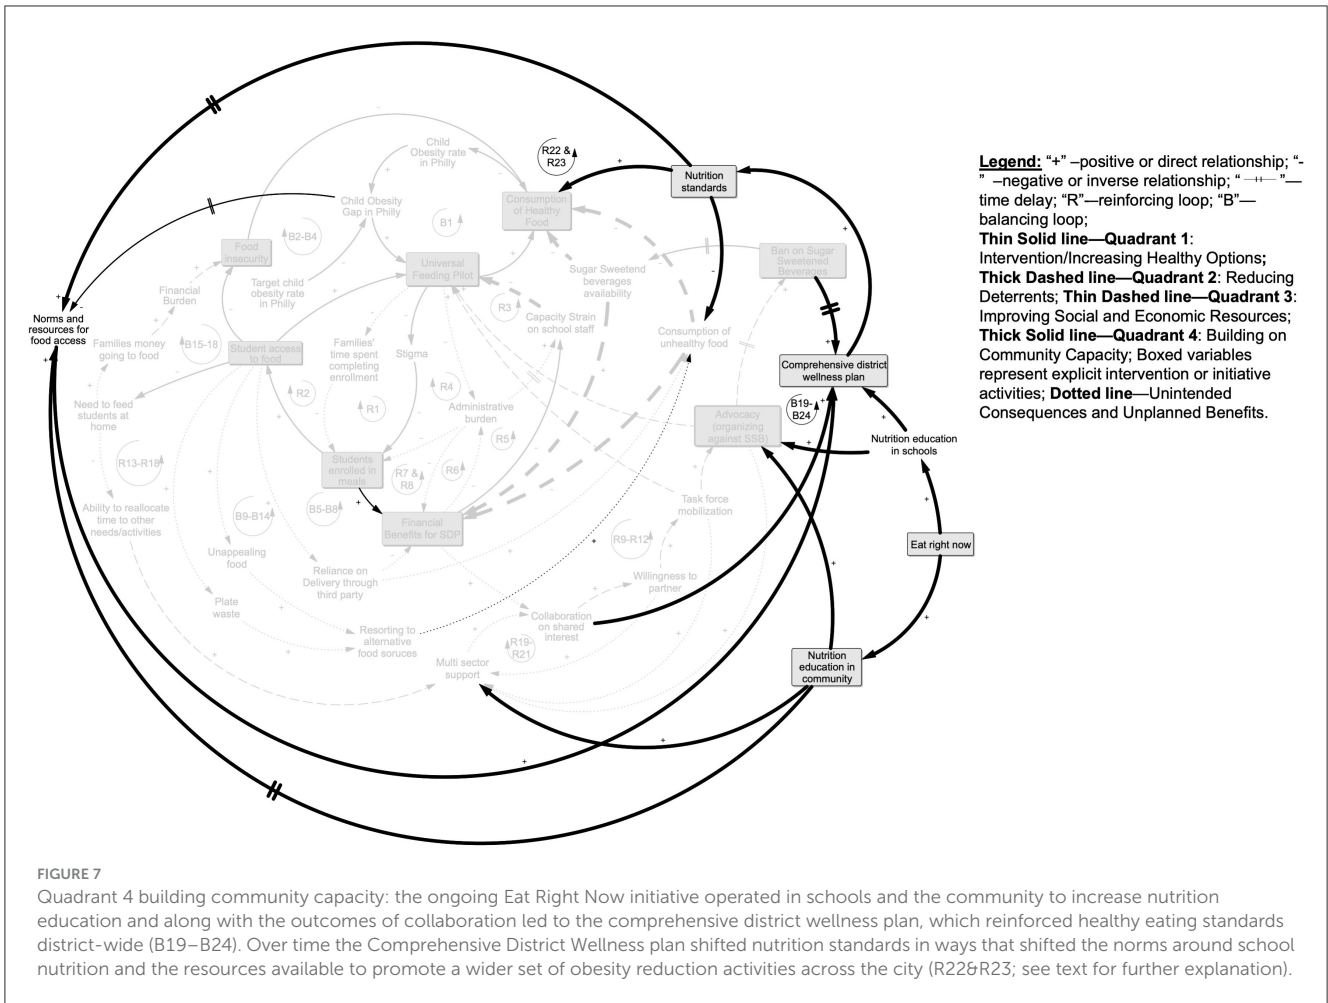 Child
Obesity rate
in Philly
R22 &
R23
Nutrition
standards
Child Obesity
Gap in Philly
B1
Consumption
of Healthy
Food
B2-B4
Food
insecurity
Universal
Feeding Pilot
Ban on Sugar
Sweetened
Beverages
Target child
obesity rate
in Philly
Sugar Sweetend
beverages
availability
Financial
Burden
R3
Capacity Strain
on school staff
Norms and
resources for
food access
Families money
going to food
B15-18
Student access
to food
Families'
time spent
completing
enrollment
Stigma
Consumption of
unhealthy food
Comprehensive district
wellness plan
R2
R4
R1
Need to feed
students at
home
Administrative
burden
B19-
B24
Advocacy
(organizing
against SSB)
R5
Nutrition education
in schools
R13-R18
Students
enrolled in
meals
R7 &
R8
R6
Ability to reallocate
time to other
needs/activities
B9-B14
B5-B8
Financial
Benefits for SDP
Task force
mobilization
Unappealing
food
R9-R12
Eat right now
Reliance on
Delivery through
third party
Willingness to
partner
Plate
waste
Collaboration
on shared
interest
Resorting to
alternative
food soruces
R19-
R21
Multi sector
support
Nutrition
education in
community
Legend: “+” –positive or direct relationship; “-
” –negative or inverse relationship; “ ”—
time delay; “R”—reinforcing loop; “B”—
balancing loop;
Thin Solid line—Quadrant 1:
Intervention/Increasing Healthy Options;
Thick Dashed line—Quadrant 2: Reducing
Deterrents; Thin Dashed line—Quadrant 3:
Improving Social and Economic Resources;
Thick Solid line—Quadrant 4: Building on
Community Capacity; Boxed variables
represent explicit intervention or initiative
activities; Dotted line—Unintended
Consequences and Unplanned Benefits.
FIGURE 7
Quadrant 4 building community capacity: the ongoing Eat Right Now initiative operated in schools and the community to increase nutrition
education and along with the outcomes of collaboration led to the comprehensive district wellness plan, which reinforced healthy eating standards
district-wide (B19–B24). Over time the Comprehensive District Wellness plan shifted nutrition standards in ways that shifted the norms around school
nutrition and the resources available to promote a wider set of obesity reduction activities across the city (R22&R23; see text for further explanation).